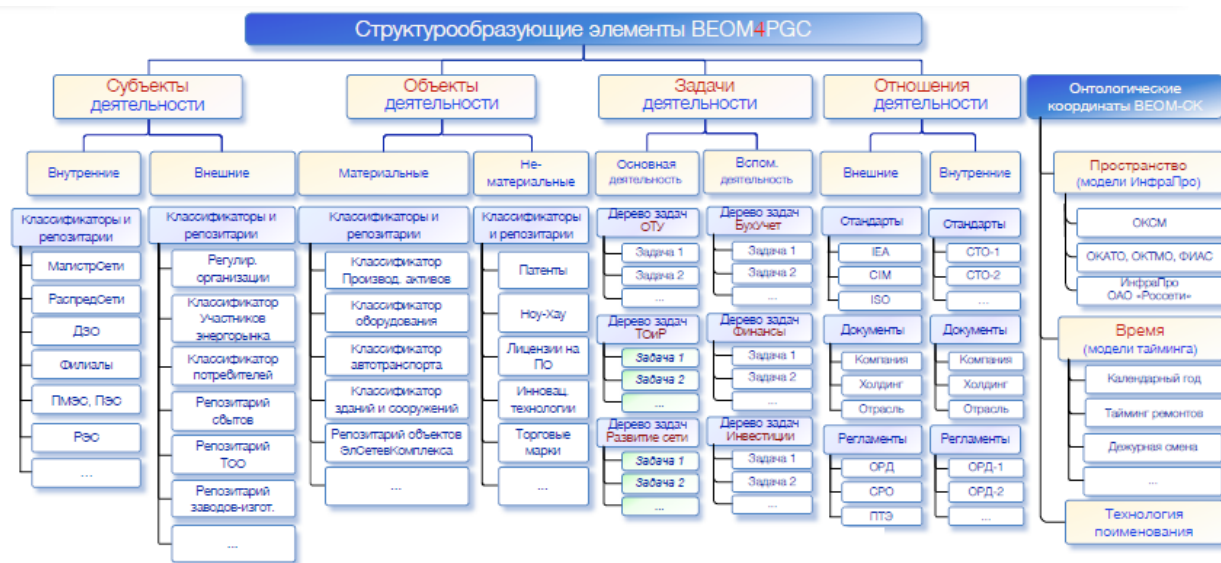 Структурообразующие элементы BEOM4PGC
Субъекты
деятельности
Внутренние
Классификаторы и
репозитарии
МагистрСети
РаспредСети
ДЗО
Филиалы
ПМЭС, ПЭС
РЭС
...
Внешние
Классификаторы и
репозитарии
Регулир.
организации
Классификатор
Участников
энергорынка
Классификатор
потребителей
Репозитарий
сбытов
Репозитарий
ТСО
Репозитарий
заводов-изгот.
...
Объекты
деятельности
Материальные
Классификаторы и
репозитарии
Классификатор
Производ. активов
Классификатор
оборудования
Классификатор
автотранспорта
Классификатор
зданий и сооружений
Репозитарий объектов
ЭлСетевКомплекса
...
Не-
материальные
Классификаторы
и репозитарии
Патенты
Ноу-Хау
Лицензии на
ПО
Инновац.
технологии
Торговые
марки
...
Задачи
деятельности
Основная
деятельность
Дерево задач
ОТУ
Задача 1
Задача 2
...
Дерево задач
ТОиР
Задача 1
Задача 2
...
Дерево задач
Развитие сети
Задача 1
Задача 2
...
Вспом.
деятельность
Дерево задач
БухУчет
Задача 1
Задача 2
...
Дерево задач
Финансы
Задача 1
Задача 2
...
Дерево задач
Инвестиции
Задача 1
Задача 2
...
Отношения
деятельности
Внешние
Стандарты
IEA
CIM
ISO
Документы
Компания
Холдинг
Отрасль
Регламенты
ОРД
СРО
ПТЭ
Внутренние
Стандарты
СТО-1
СТО-2
...
Документы
Компания
Холдинг
Отрасль
Регламенты
ОРД-1
ОРД-2
...
Онтологические
координаты BEOM-СК
Пространство
(модели ИнфраПро)
ОКСМ
ОКАТО, ОКТМО, ФИАС
ИнфраПро
ОАО «Россети»
Время
(модели тайминга)
Календарный год
Тайминг ремонтов
Дежурная смена
...
Технология
поименования